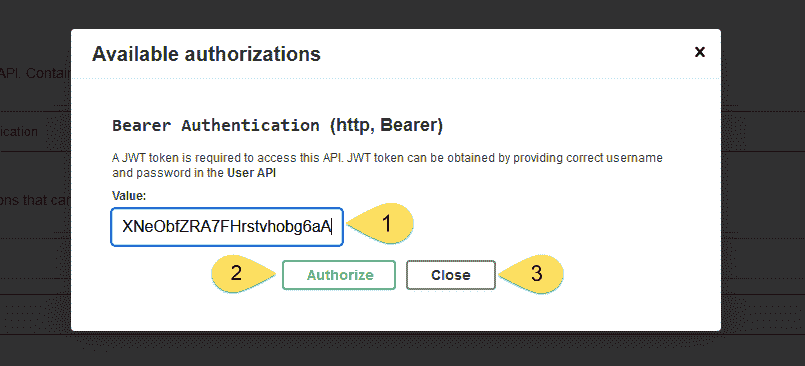 Available authorizations
x
API. Contai
ication
ons that can
Bearer Authentication (http, Bearer)
A JWT token is required to access this API. JWT token can be obtained by providing correct username
and password in the User API
Value:
XNeObfZRA7FHrstvhobg6aA
1
2
Authorize
Close
3